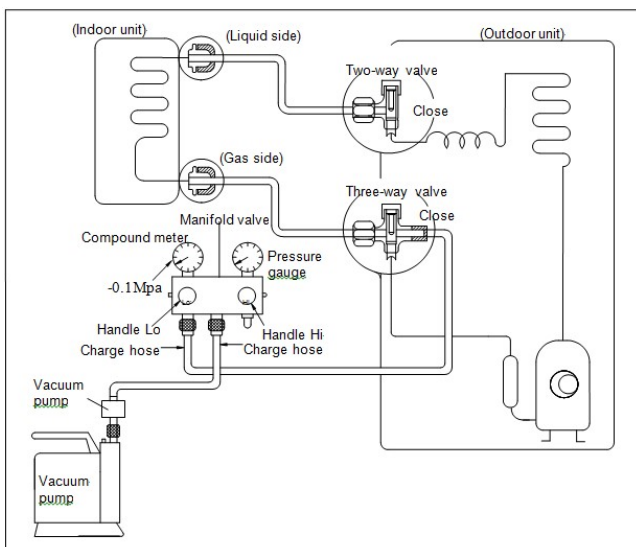 (Indoor unit)
(Liquid side)
(Outdoor unit)
Two-way valve
Close
(Gas side)
Three-way valve
Close
Manifold valve
Compound meter
Pressure
gauge
-0.1Mpa
Handle Lo
Handle Hi
Charge hose
Charge hose
Vacuum
pump
Vacuum
pump